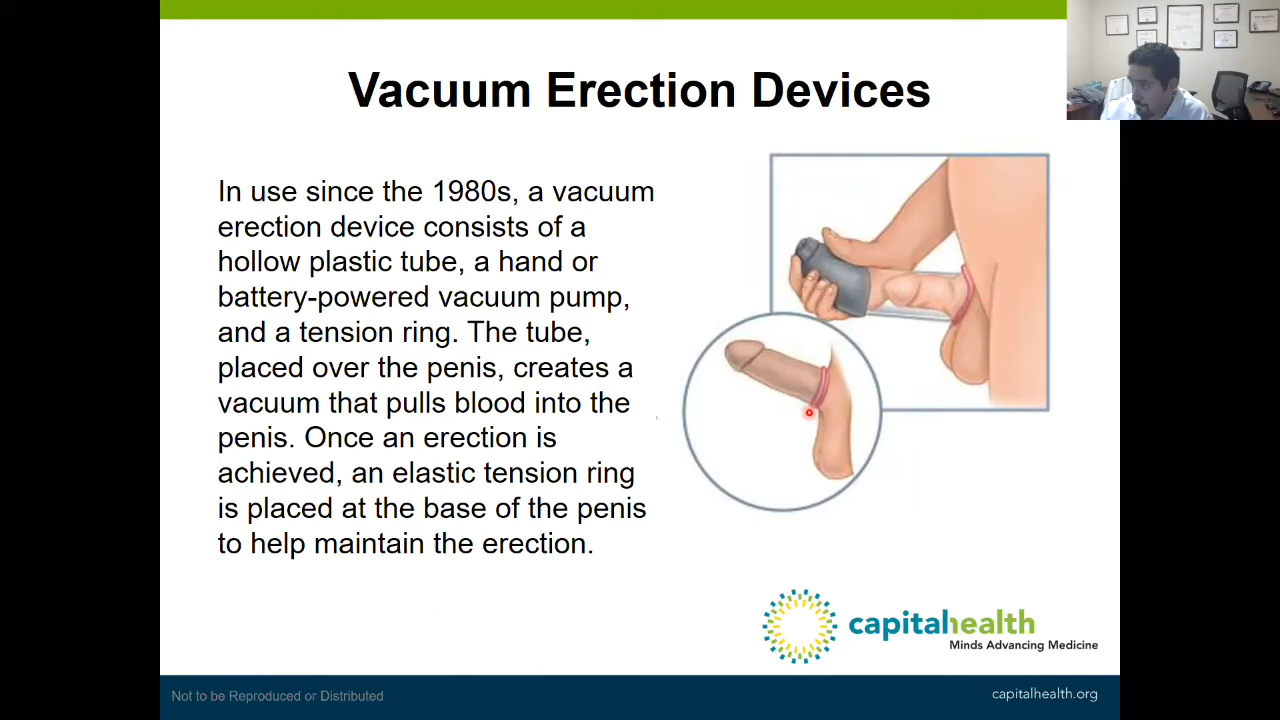 Vacuum Erection Devices
In use since the 1980s, a vacuum
erection device consists of a
hollow plastic tube, a hand or
battery-powered vacuum pump,
and a tension ring. The tube,
placed over the penis, creates a
vacuum that pulls blood into the
penis. Once an erection is
achieved, an elastic tension ring
is placed at the base of the penis
to help maintain the erection.
capitalhealth
Minds Advancing Medicine
Not to be Reproduced or Distributed
capitalhealth.org